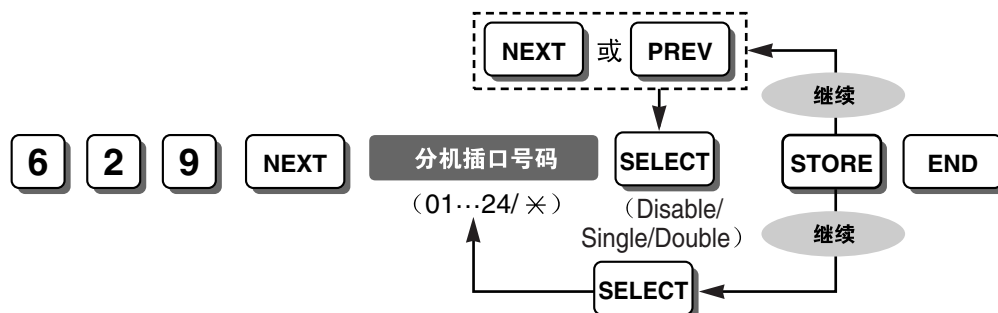 NEXT 或 PREV
继续
6 2 9 NEXT 分机插口号码 SELECT STORE END
(01…24/ ✳)
(Disable/
Single/Double)
继续
SELECT